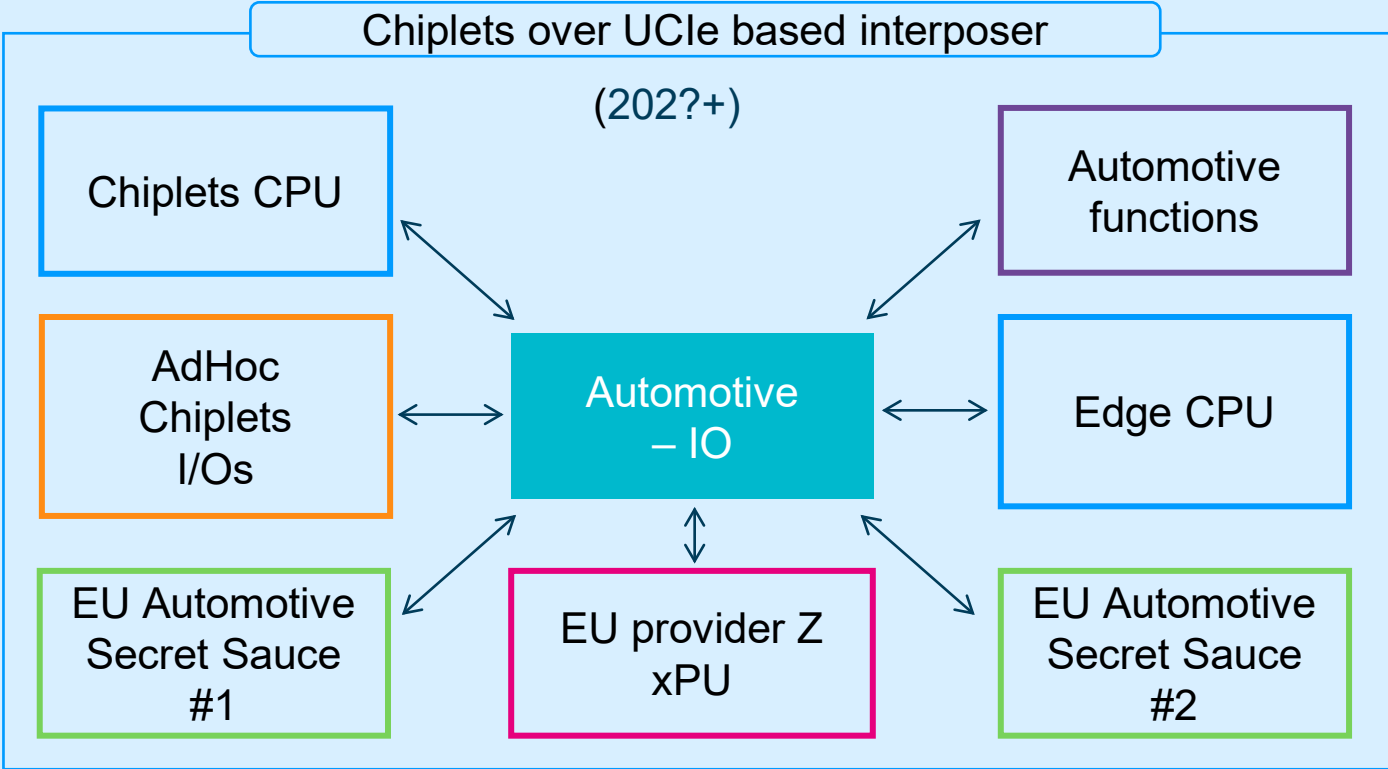 Chiplets over UCIe based interposer
(202?+)
Chiplets CPU
Automotive
functions
AdHoc
Chiplets
I/Os
Automotive
– IO
Edge CPU
EU Automotive
Secret Sauce
#1
EU provider Z
xPU
EU Automotive
Secret Sauce
#2